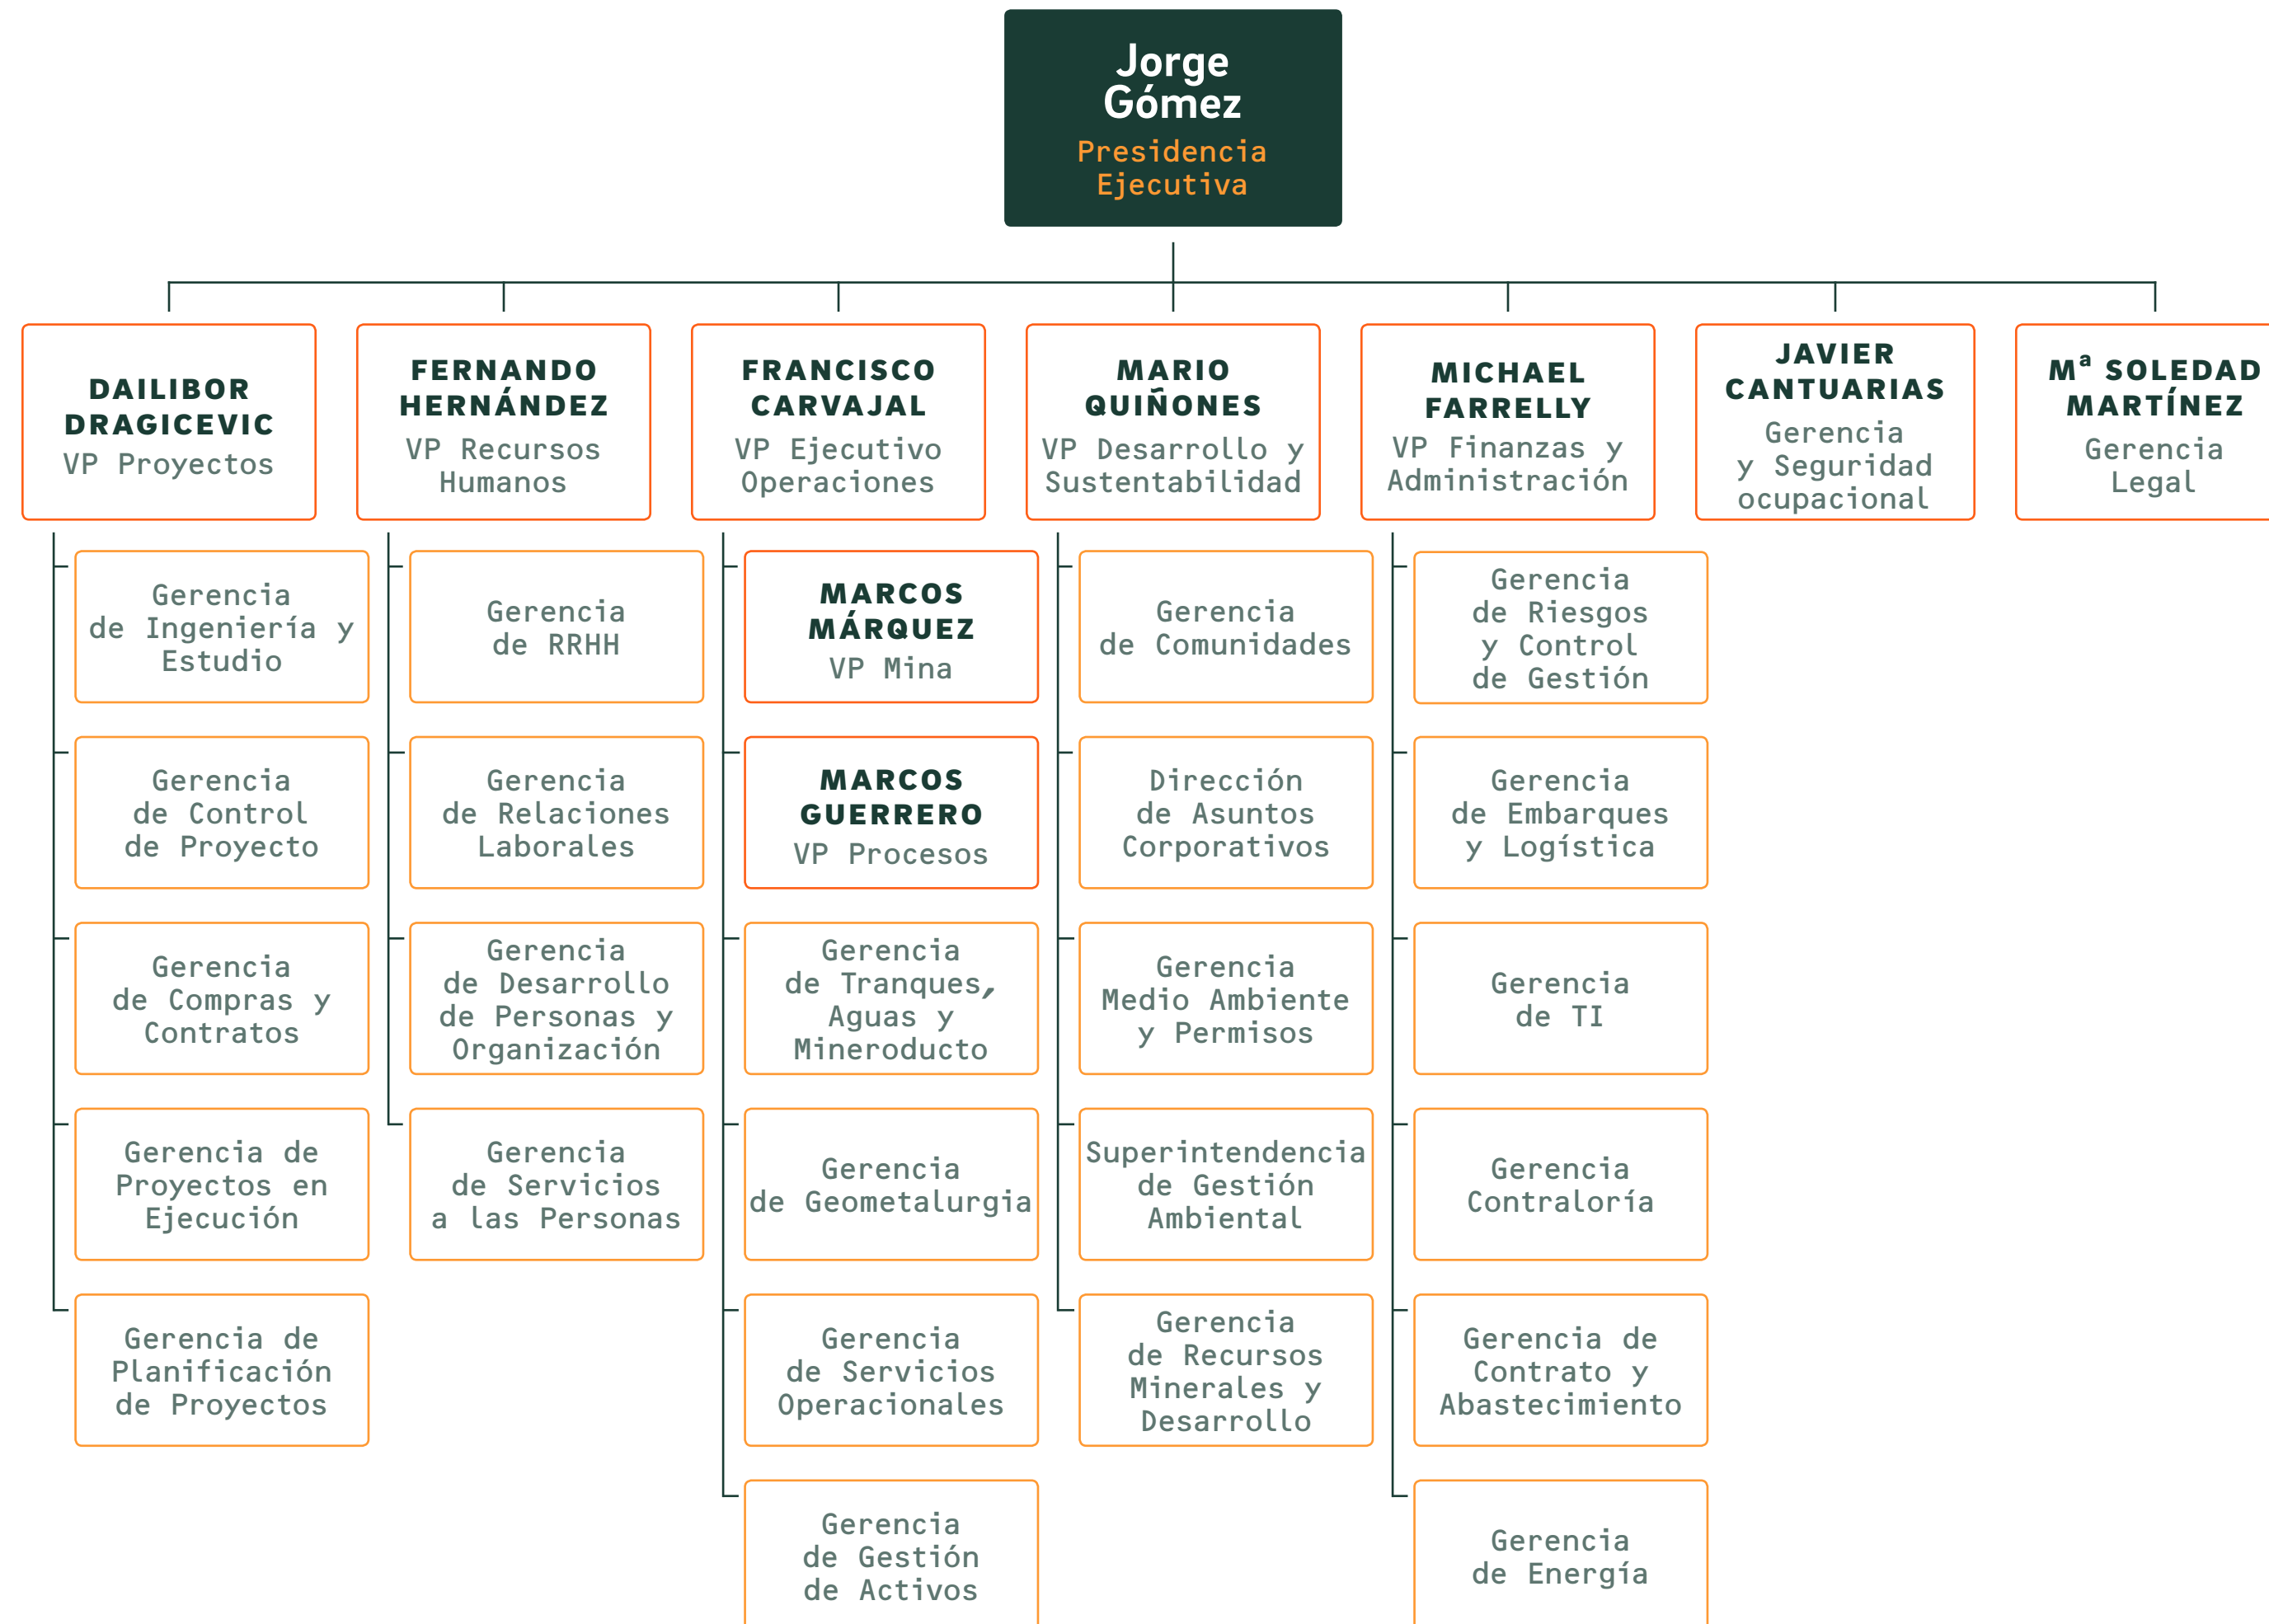 Jorge
Gómez
Presidencia
Ejecutiva
DAILIBOR
DRAGICEVIC
VP Proyectos
FERNANDO
HERNÁNDEZ
VP Recursos
Humanos
FRANCISCO
CARVAJAL
VP Ejecutivo
Operaciones
MARIO
QUIÑONES
VP Desarrollo y
Sustentabilidad
MICHAEL
FARRELLY
VP Finanzas y
Administración
JAVIER
CANTUARIAS
Gerencia
y Seguridad
ocupacional
Mª SOLEDAD
MARTÍNEZ
Gerencia
Legal
Gerencia
de Ingeniería y
Estudio
Gerencia
de Control
de Proyecto
Gerencia
de Compras y
Contratos
Gerencia de
Proyectos en
Ejecución
Gerencia de
Planificación
de Proyectos
Gerencia
de RRHH
Gerencia
de Relaciones
Laborales
Gerencia
de Desarrollo
de Personas y
Organización
Gerencia
de Servicios
a las Personas
MARCOS
MÁRQUEZ
VP Mina
MARCOS
GUERRERO
VP Procesos
Gerencia
de Tranques,
Aguas y
Mineroducto
Gerencia
de Geometalurgia
Gerencia
de Servicios
Operacionales
Gerencia
de Gestión
de Activos
Gerencia
de Comunidades
Dirección
de Asuntos
Corporativos
Gerencia
Medio Ambiente
y Permisos
Superintendencia
de Gestión
Ambiental
Gerencia
de Recursos
Minerales y
Desarrollo
Gerencia
de Riesgos
y Control
de Gestión
Gerencia
de Embarques
y Logística
Gerencia
de TI
Gerencia
Contraloría
Gerencia de
Contrato y
Abastecimiento
Gerencia
de Energía